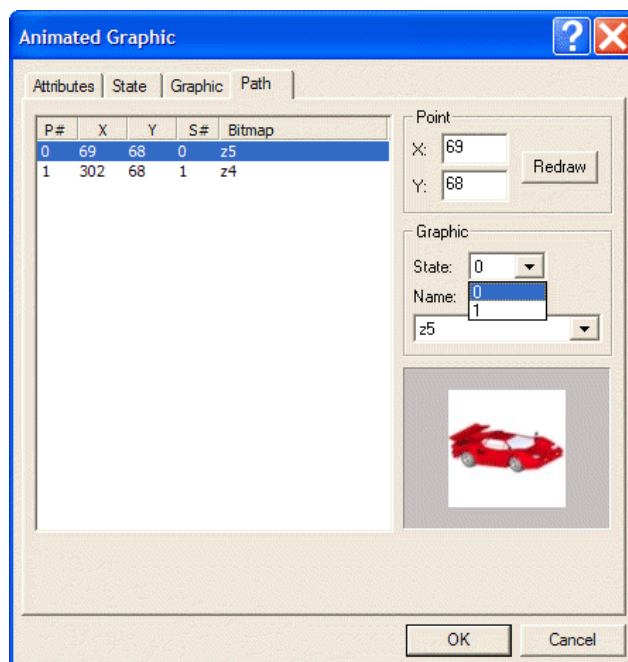 Animated Graphic
Attributes State Graphic Path
P# X Y S# Bitmap
0 69 68 0 z5
1 302 68 1 z4
Point
X: 69
Y: 68
Redraw
Graphic
State: 0
Name: 0
1
z5
OK Cancel